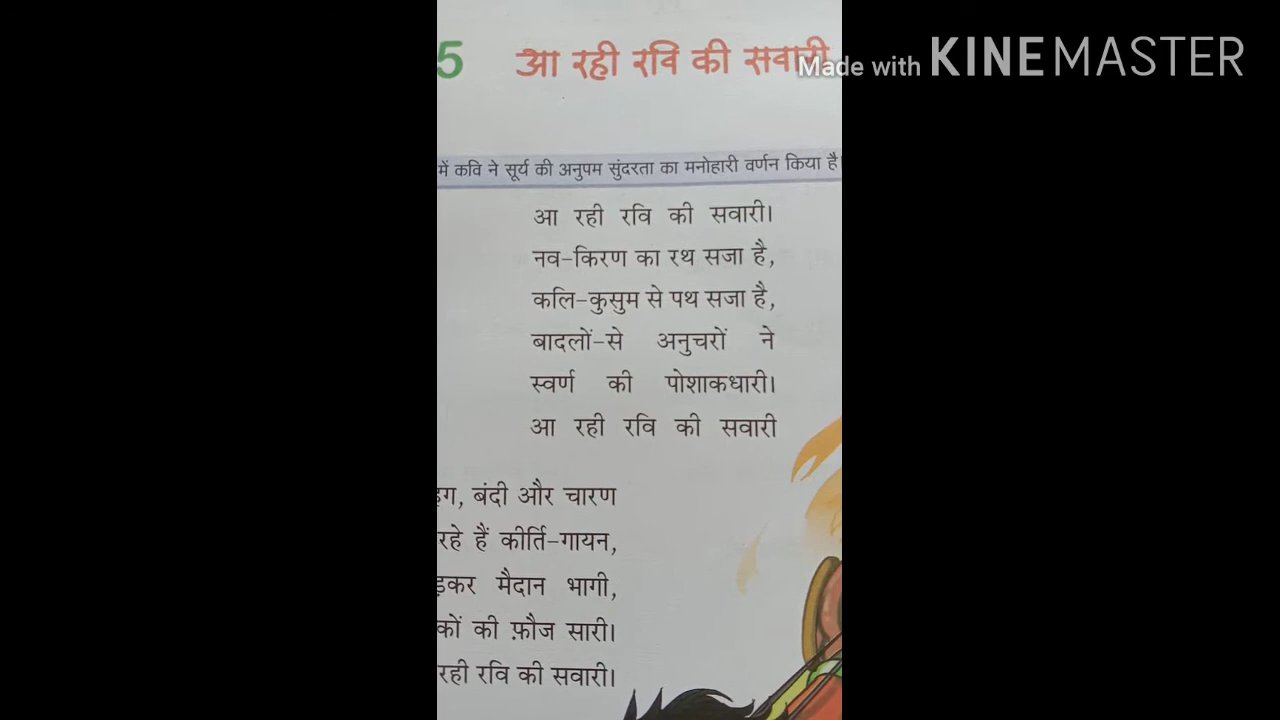 5 आ रही रवि की सवारी
Made with KINEMASTER
में कवि ने सूर्य की अनुपम सुंदरता का मनोहारी वर्णन किया है
आ रही रवि की सवारी।
नव-किरण का रथ सजा है,
कलि-कुसुम से पथ सजा है,
बादलों-से अनुचरों ने
स्वर्ण की पोशाकधारी।
आ रही रवि की सवारी
बंदी और चारण
रहे हैं कीर्ति-गायन,
मैदान भागी,
की फ़ौज सारी।
रही रवि की सवारी।